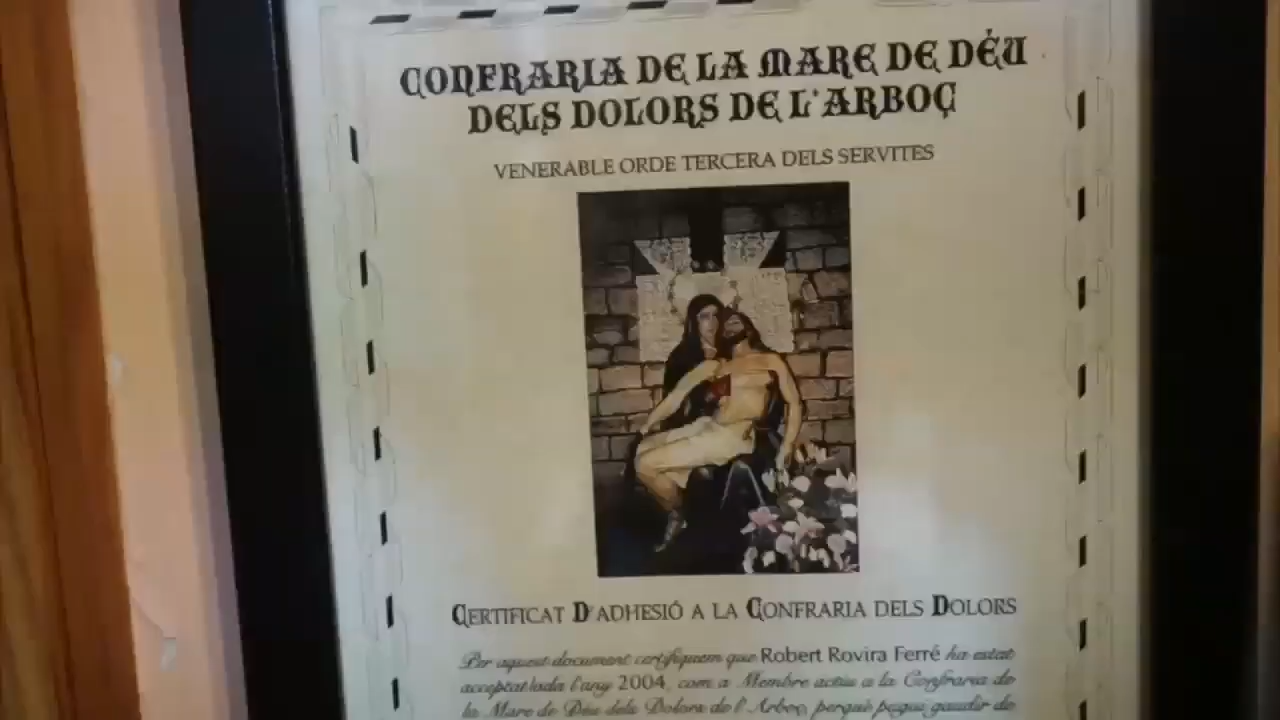 CONFRARIA DE LA MARE DE DÉU
DELS DOLORS DE L'ARBOÇ
VENERABLE ORDE TERCERA DELS SERVITES
CERTIFICAT D'ADHESIÓ A LA CONFRARIA DELS DOLORS
Per aquest document certifiquem que Robert Rovira Ferré ha estat
acceptat/ada l'any 2004, com a Membre actiu a la Confraria de
la Mare de Déu dels Dolors de l'Arboç, perquè pugui gaudir de